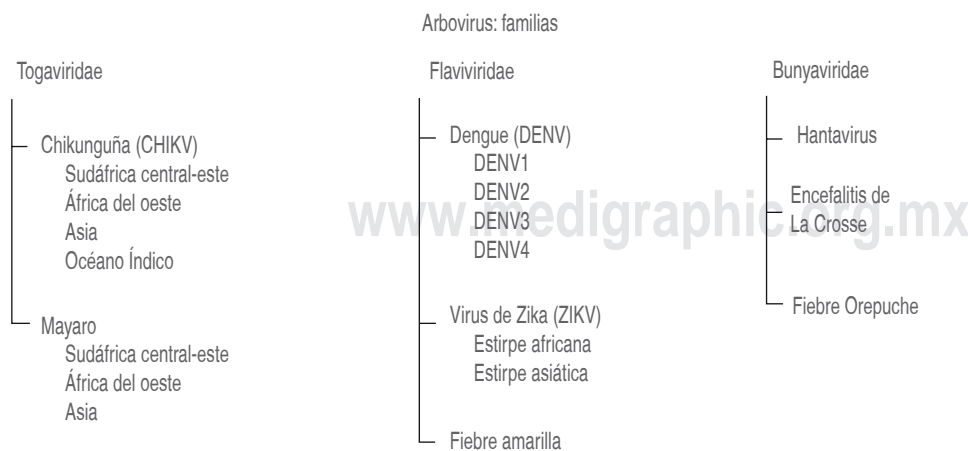 Arbovirus: familias
Togaviridae
Chikunguña (CHIKV)
Sudáfrica central-este
África del oeste
Asia
Océano Índico
Mayaro
Sudáfrica central-este
África del oeste
Asia
Flaviviridae
Dengue (DENV)
DENV1
DENV2
DENV3
DENV4
Virus de Zika (ZIKV)
Estirpe africana
Estirpe asiática
Fiebre amarilla
Bunyaviridae
Hantavirus
Encefalitis de
La Crosse
Fiebre Orepuche
www.medigraphic.org.mx